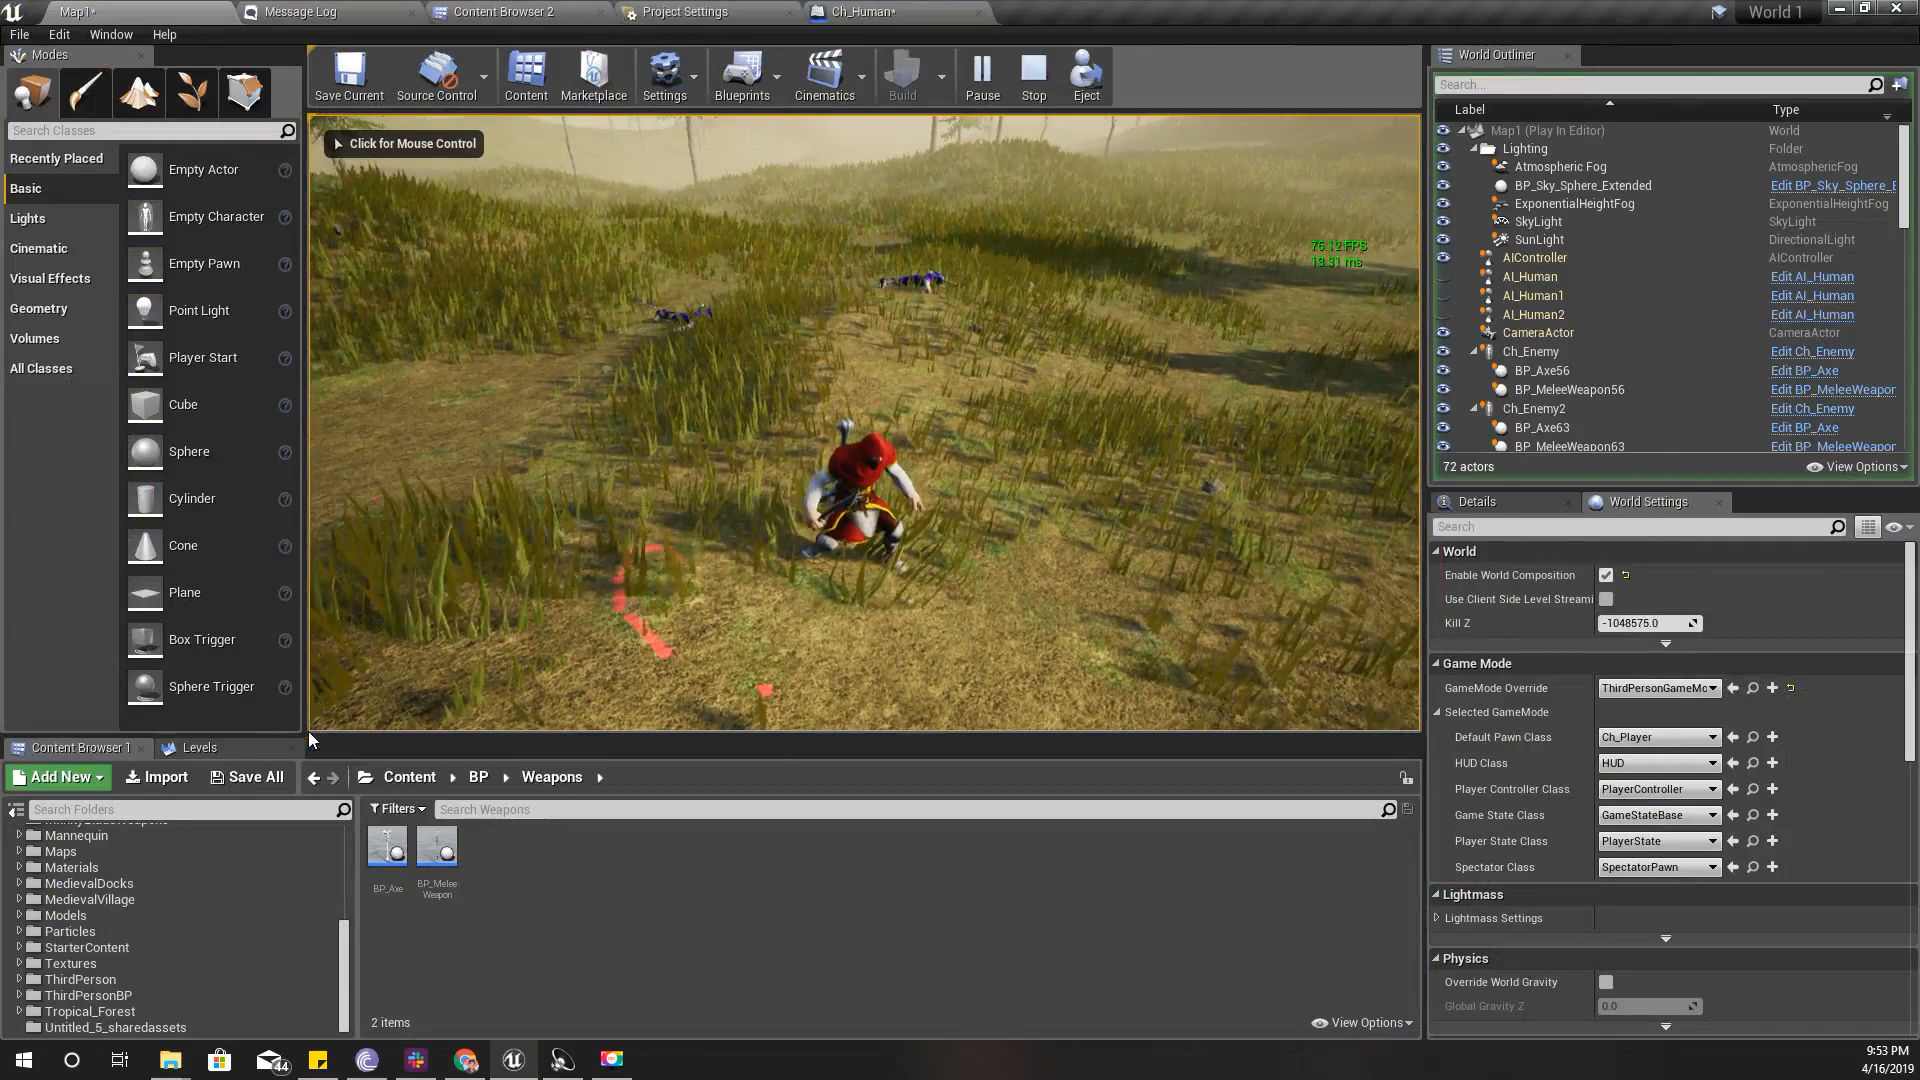 Map1*
Message Log
Content Browser 2
Project Settings
Ch_Human*
World 1
File
Edit
Window
Help
Modes
Save Current
Source Control
Content
Marketplace
Settings
Blueprints
Cinematics
Build
Pause
Stop
Eject
World Outliner
Search...
Label
Type
Search Classes
Recently Placed
Basic
Lights
Cinematic
Visual Effects
Geometry
Volumes
All Classes
Empty Actor
Empty Character
Empty Pawn
Point Light
Player Start
Cube
Sphere
Cylinder
Cone
Plane
Box Trigger
Sphere Trigger
Click for Mouse Control
75.12 FPS
13.31 ms
Map1 (Play In Editor) World
Lighting Folder
Atmospheric Fog AtmosphericFog
BP_Sky_Sphere_Extended Edit BP_Sky_Sphere_E
ExponentialHeightFog ExponentialHeightFog
SkyLight SkyLight
SunLight DirectionalLight
AIController AIController
AI_Human Edit AI_Human
AI_Human1 Edit AI_Human
AI_Human2 Edit AI_Human
CameraActor CameraActor
Ch_Enemy Edit Ch_Enemy
BP_Axe56 Edit BP_Axe
BP_MeleeWeapon56 Edit BP_MeleeWeapon
Ch_Enemy2 Edit Ch_Enemy
BP_Axe63 Edit BP_Axe
BP_MeleeWeapon63 Edit BP_MeleeWeapon
72 actors
View Options
Details
World Settings
Search
World
Enable World Composition
Use Client Side Level Streami
Kill Z -1048575.0
Game Mode
GameMode Override ThirdPersonGameMo
Selected GameMode
Default Pawn Class Ch_Player
HUD Class HUD
Player Controller Class PlayerController
Game State Class GameStateBase
Player State Class PlayerState
Spectator Class SpectatorPawn
Lightmass
Lightmass Settings
Physics
Override World Gravity
Global Gravity Z 0.0
Content Browser 1
Levels
Add New
Import
Save All
Content
BP
Weapons
Search Folders
Filters
Search Weapons
Mannequin
Maps
Materials
MedievalDocks
MedievalVillage
Models
Particles
StarterContent
Textures
ThirdPerson
ThirdPersonBP
Tropical_Forest
Untitled_5_sharedassets
BP_Axe
BP_Melee
Weapon
2 items
View Options
44
9:53 PM
4/16/2019